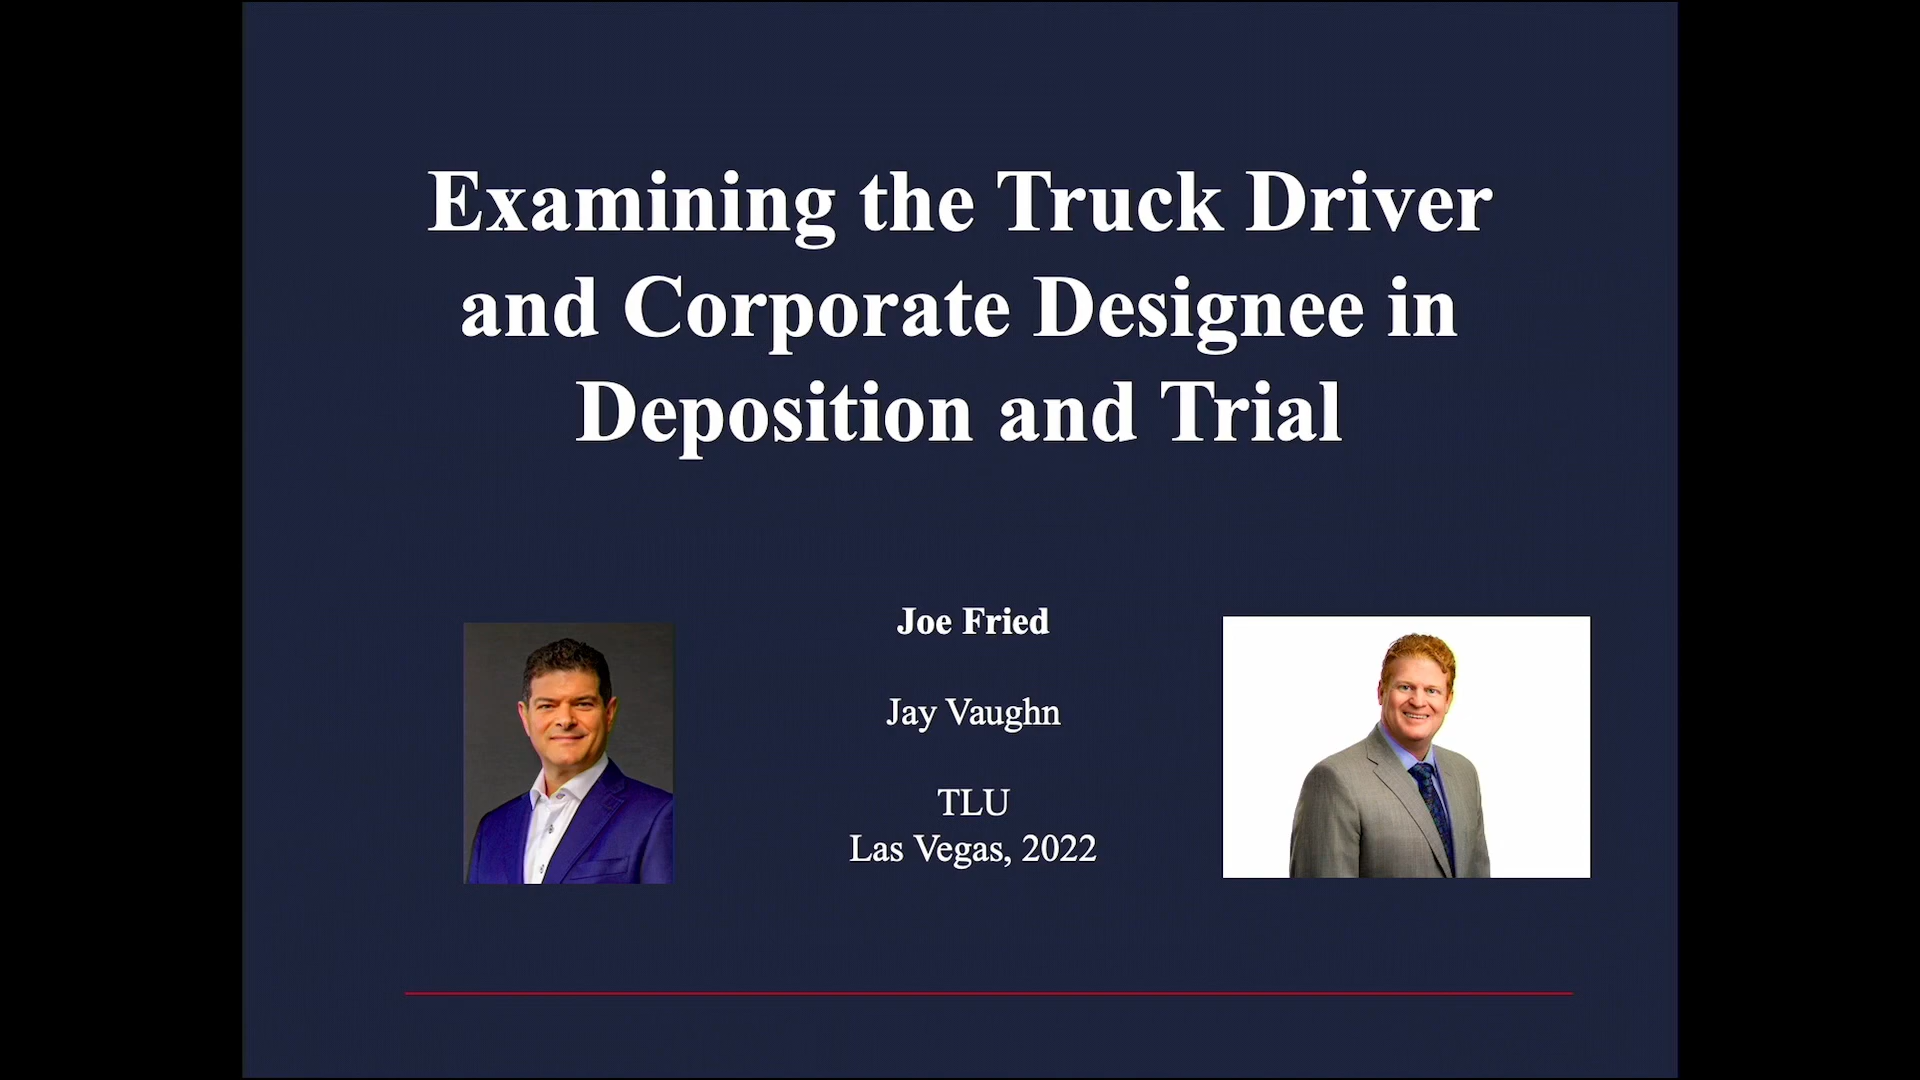 Examining the Truck Driver
and Corporate Designee in
Deposition and Trial
Joe Fried
Jay Vaughn
TLU
Las Vegas, 2022